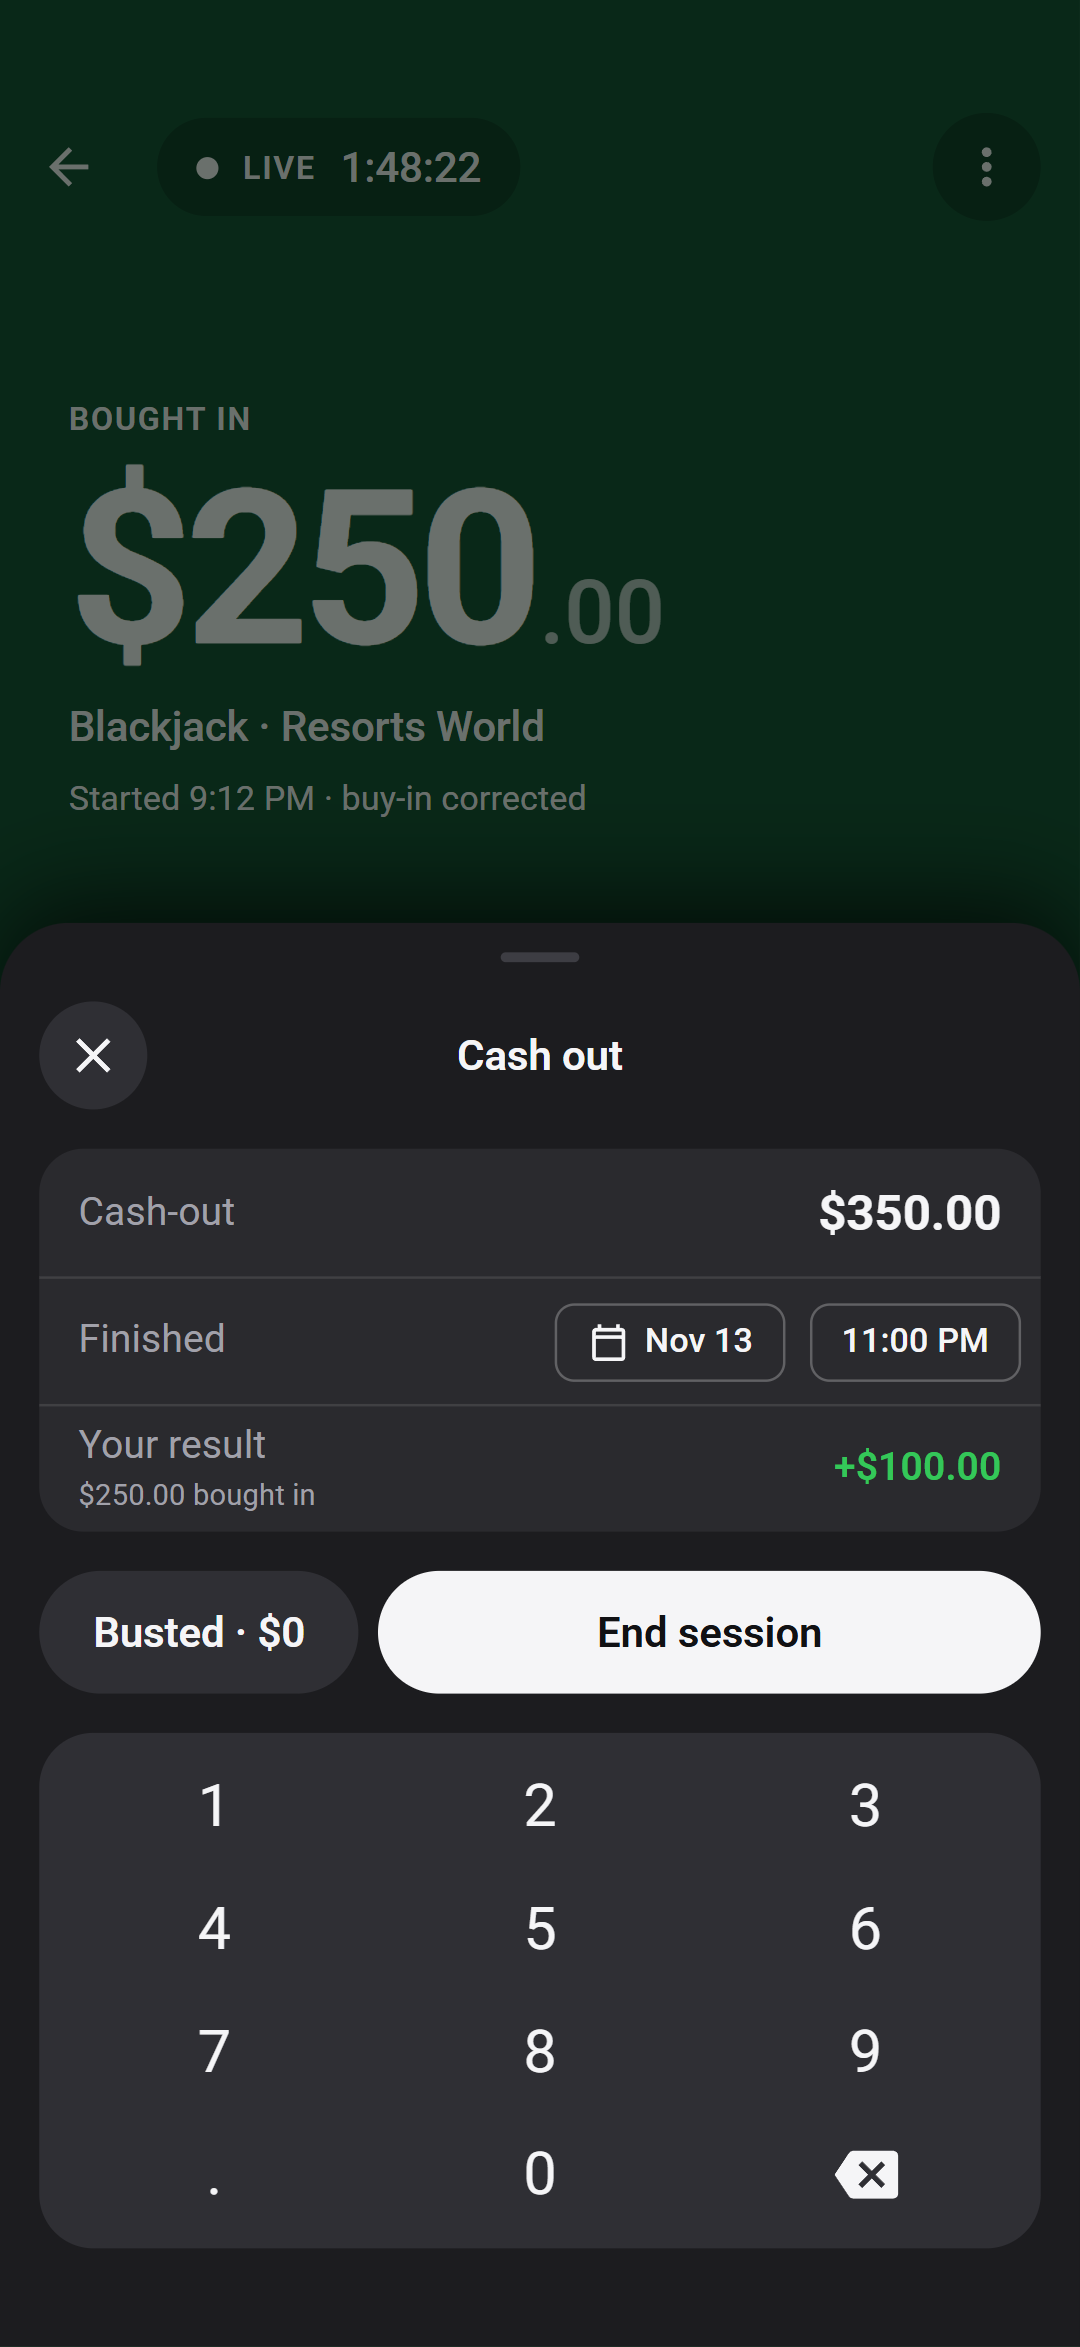 LIVE 1:48:22
BOUGHT IN
$250.00
Blackjack · Resorts World
Started 9:12 PM · buy-in corrected
Cash out
Cash-out $350.00
Finished Nov 13 11:00 PM
Your result +$100.00
$250.00 bought in
Busted · $0 End session
1 2 3
4 5 6
7 8 9
. 0